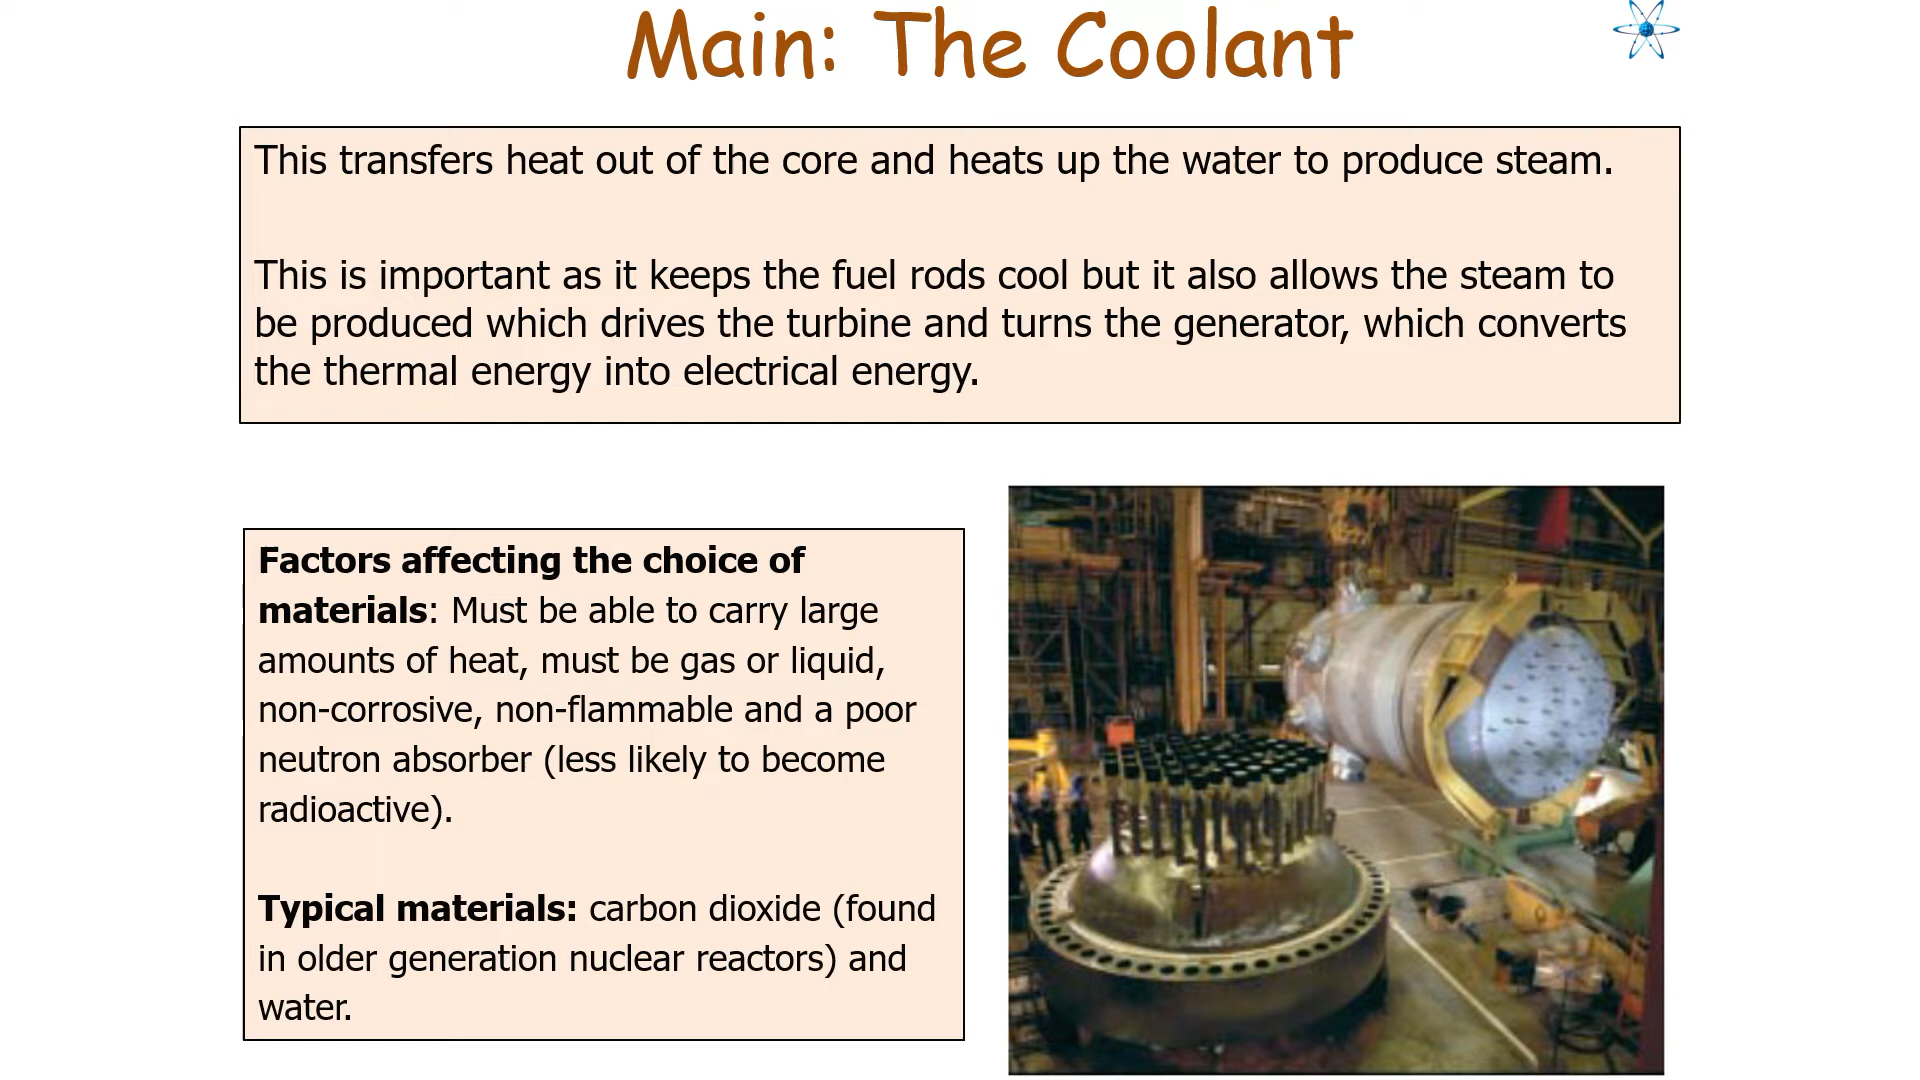 Main: The Coolant
This transfers heat out of the core and heats up the water to produce steam.
This is important as it keeps the fuel rods cool but it also allows the steam to
be produced which drives the turbine and turns the generator, which converts
the thermal energy into electrical energy.
Factors affecting the choice of
materials: Must be able to carry large
amounts of heat, must be gas or liquid,
non-corrosive, non-flammable and a poor
neutron absorber (less likely to become
radioactive).
Typical materials: carbon dioxide (found
in older generation nuclear reactors) and
water.